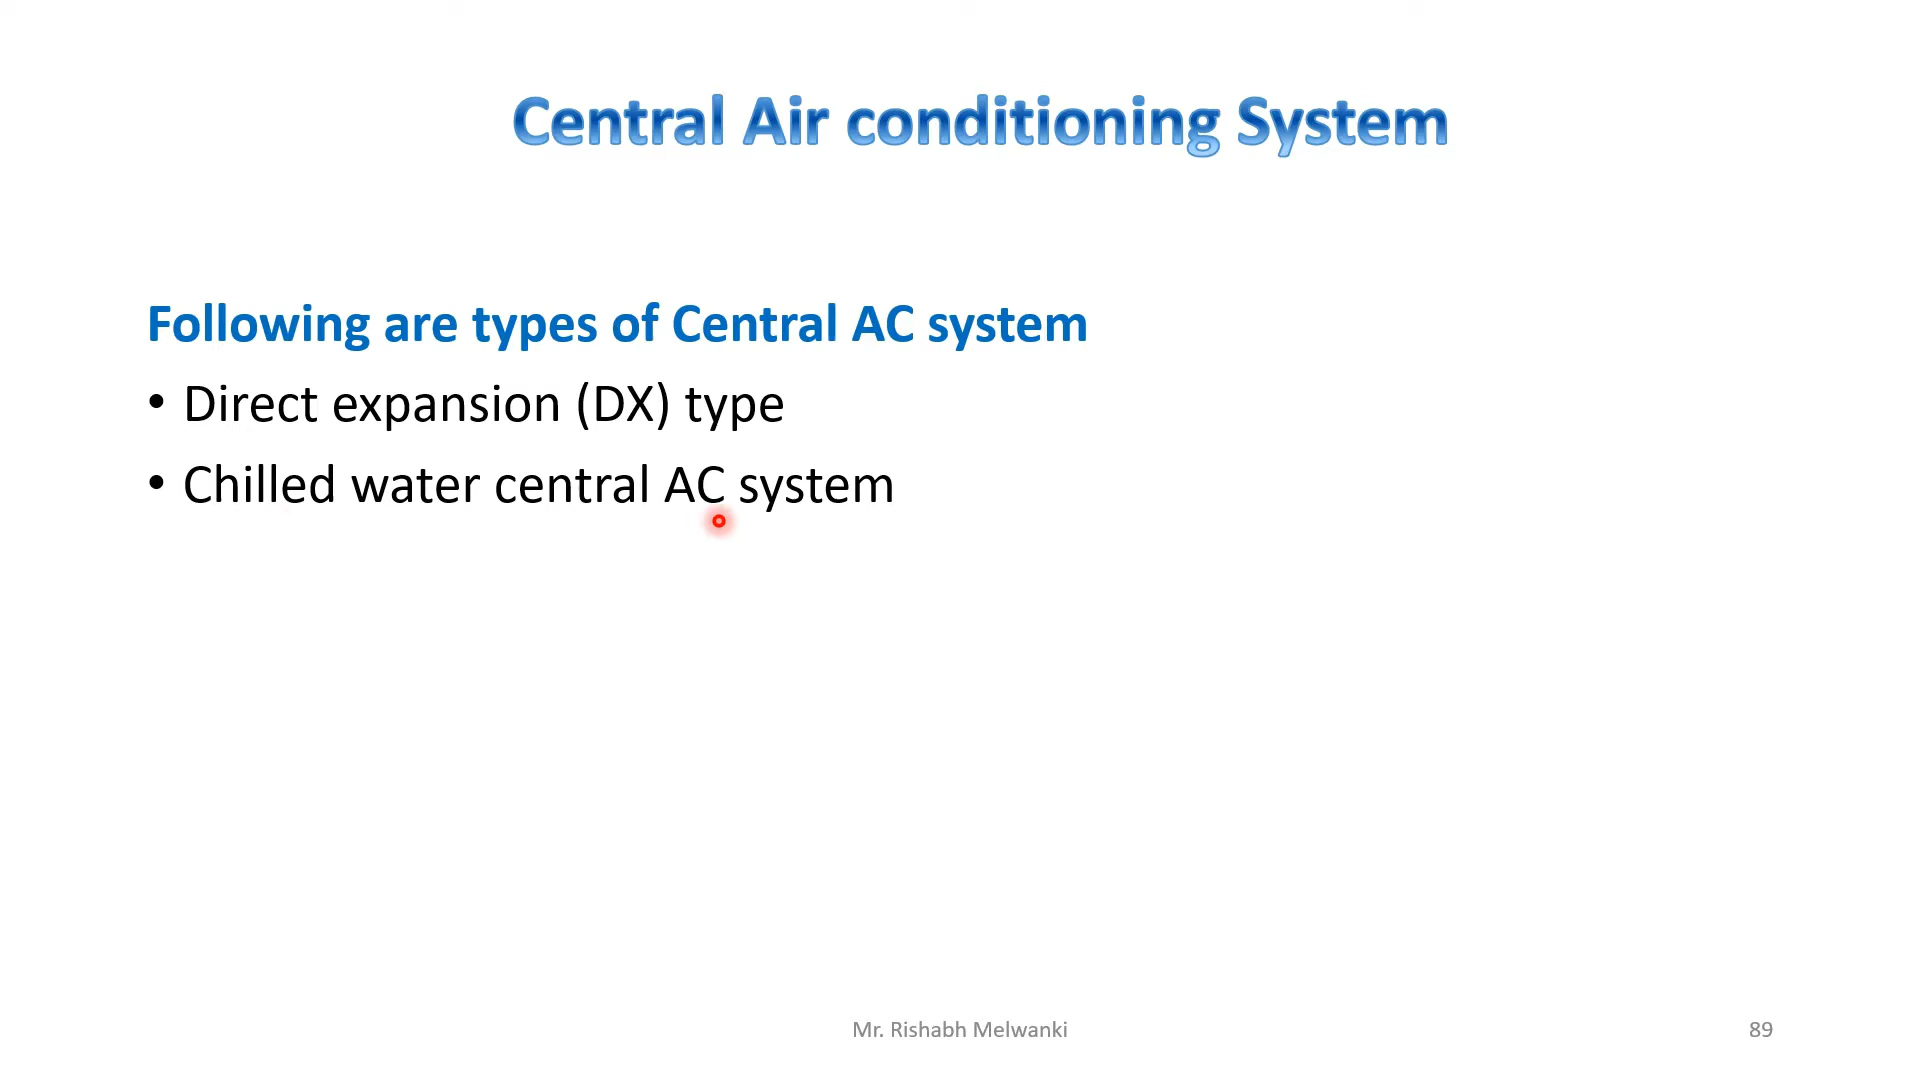 Central Air conditioning System
Following are types of Central AC system
• Direct expansion (DX) type
• Chilled water central AC system
Mr. Rishabh Melwanki
89